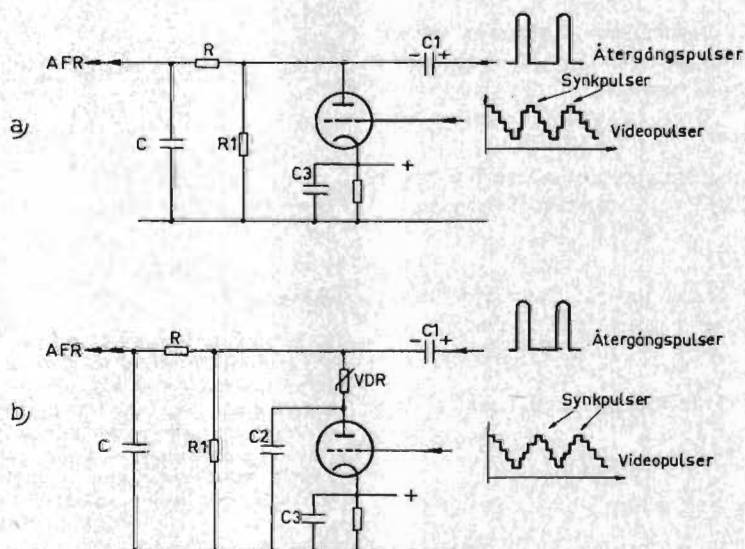 C1
- +
R
AFR
Återgångspulser
Synkpulser
a)
C
R1
C3
+
Videopulser
C1
- +
R
AFR
Återgångspulser
VDR
Synkpulser
b)
C
R1
C2
Videopulser
C3
+